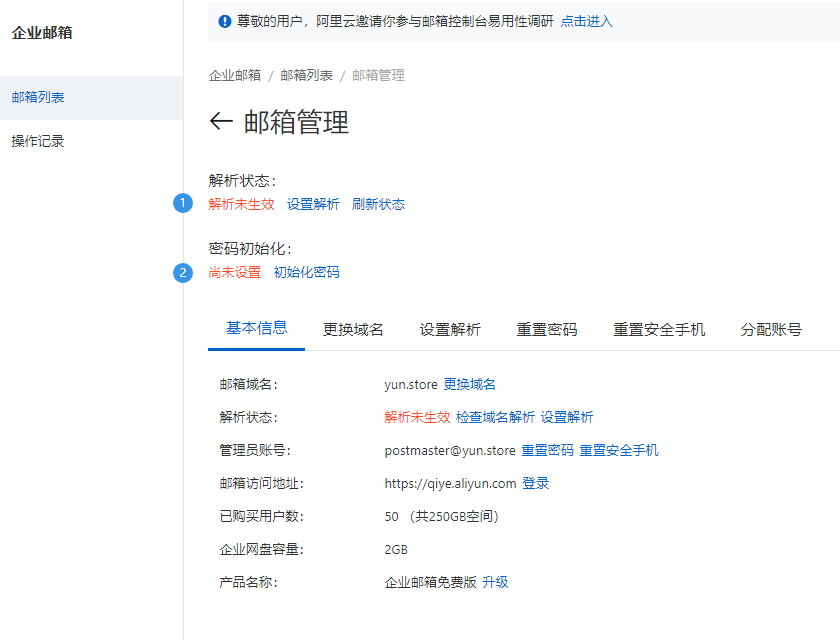 企业邮箱
邮箱列表
操作记录
尊敬的用户，阿里云邀请你参与邮箱控制台易用性调研 点击进入
企业邮箱 / 邮箱列表 / 邮箱管理
← 邮箱管理
解析状态：
1 解析未生效 设置解析 刷新状态
密码初始化：
2 尚未设置 初始化密码
基本信息 更换域名 设置解析 重置密码 重置安全手机 分配账号
邮箱域名： yun.store 更换域名
解析状态： 解析未生效 检查域名解析 设置解析
管理员账号： postmaster@yun.store 重置密码 重置安全手机
邮箱访问地址： https://qiye.aliyun.com 登录
已购买用户数： 50 （共250GB空间）
企业网盘容量： 2GB
产品名称： 企业邮箱免费版 升级